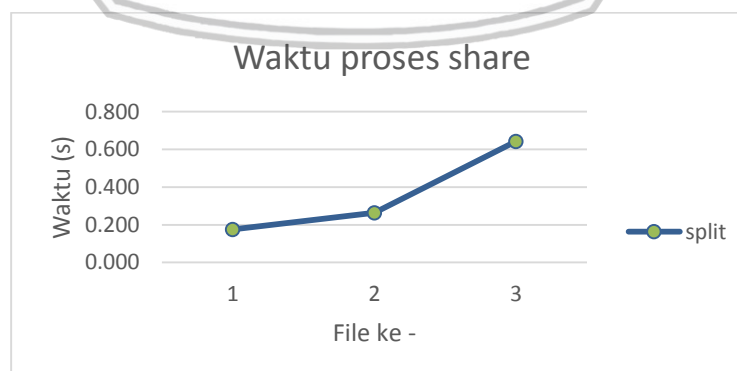 Waktu proses share
Waktu (s)
0.800
0.600
0.400
0.200
0.000
1 2 3
File ke -
split